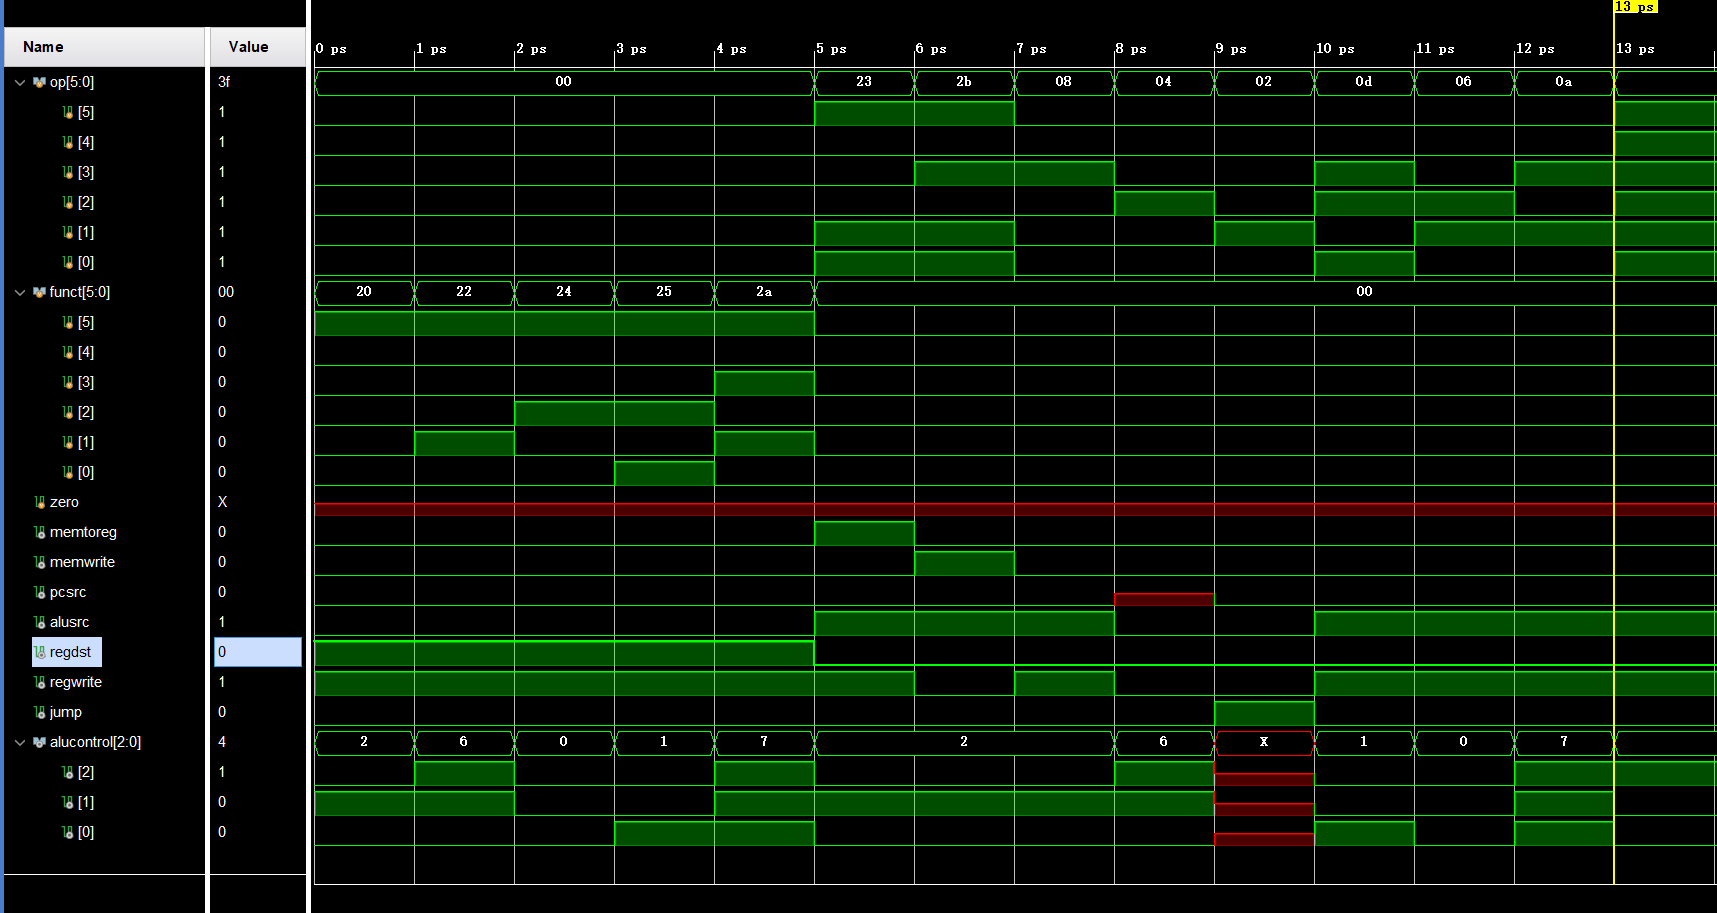 13 ps
Name Value
0 ps 1 ps 2 ps 3 ps 4 ps 5 ps 6 ps 7 ps 8 ps 9 ps 10 ps 11 ps 12 ps 13 ps
op[5:0] 3f 00 23 2b 08 04 02 0d 06 0a
[5] 1
[4] 1
[3] 1
[2] 1
[1] 1
[0] 1
funct[5:0] 00 20 22 24 25 2a 00
[5] 0
[4] 0
[3] 0
[2] 0
[1] 0
[0] 0
zero X
memtoreg 0
memwrite 0
pcsrc 0
alusrc 1
regdst 0
regwrite 1
jump 0
alucontrol[2:0] 4 2 6 0 1 7 2 6 X 1 0 7
[2] 1
[1] 0
[0] 0